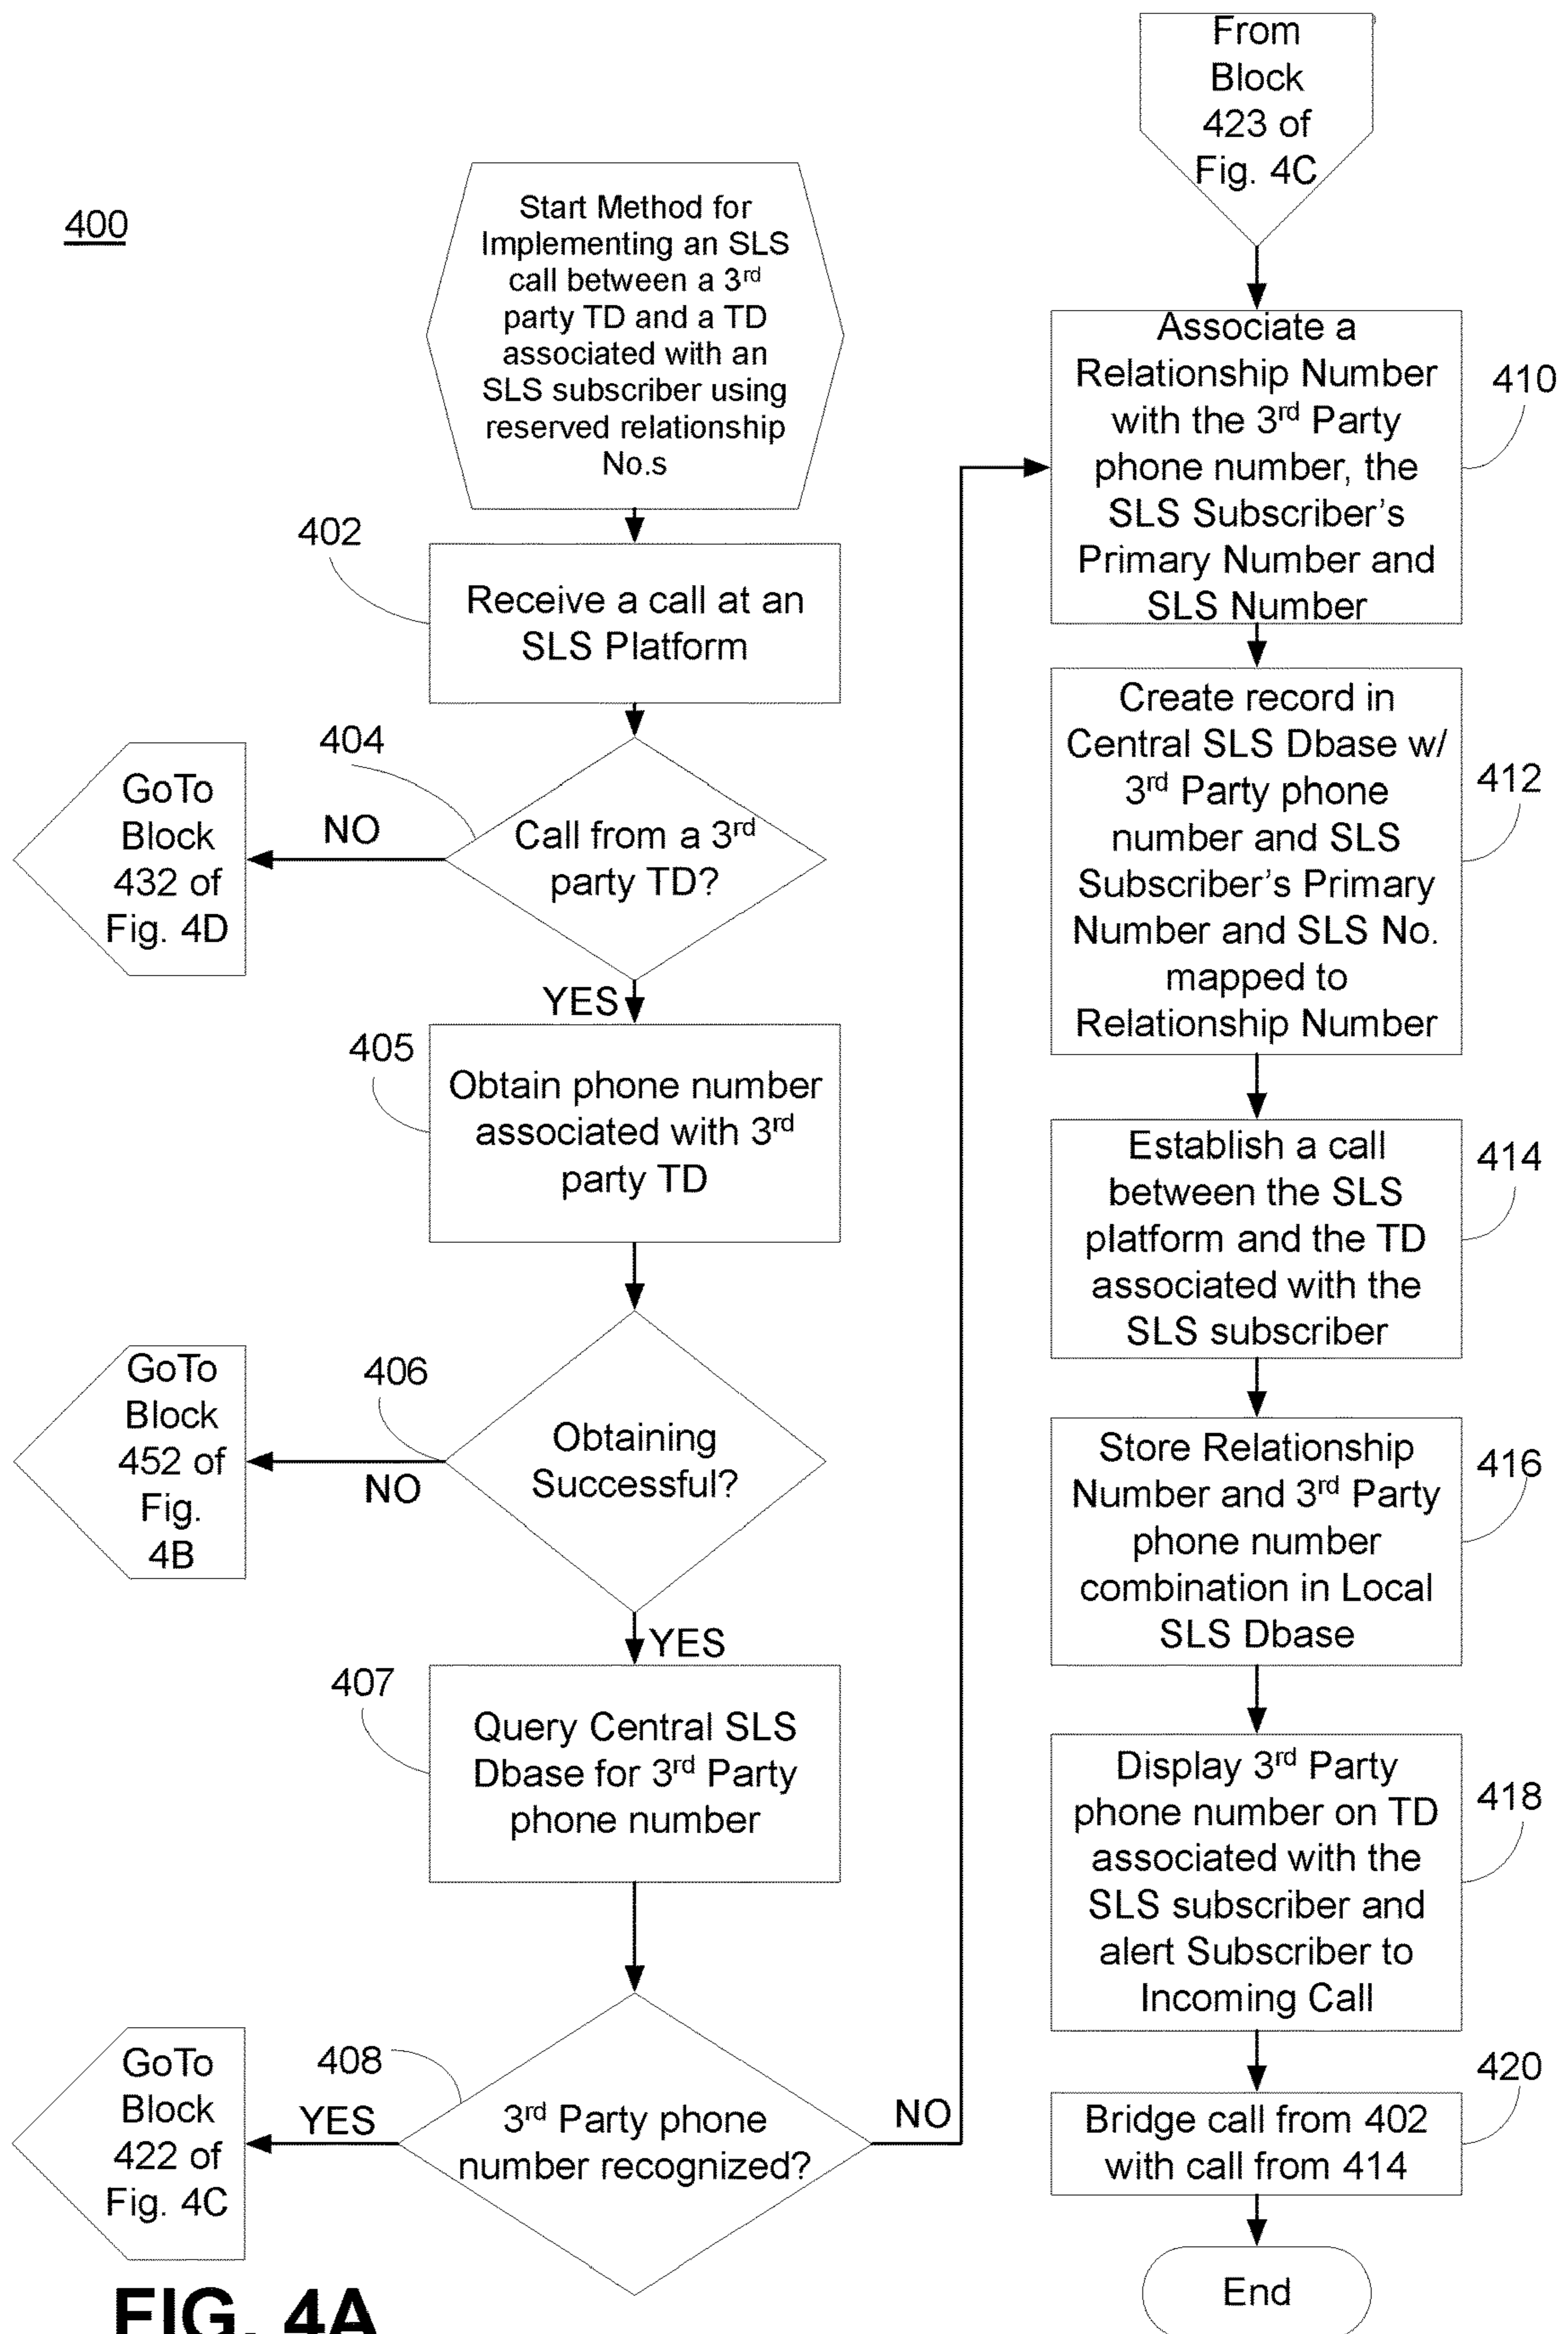 400
Start Method for
Implementing an SLS
call between a 3rd
party TD and a TD
associated with an
SLS subscriber using
reserved relationship
No.s
402
Receive a call at an
SLS Platform
404
Call from a 3rd
party TD?
NO
GoTo
Block
432 of
Fig. 4D
YES
405
Obtain phone number
associated with 3rd
party TD
406
Obtaining
Successful?
NO
GoTo
Block
452 of
Fig.
4B
YES
407
Query Central SLS
Dbase for 3rd Party
phone number
408
3rd Party phone
number recognized?
YES
GoTo
Block
422 of
Fig. 4C
NO
From
Block
423 of
Fig. 4C
Associate a
Relationship Number
with the 3rd Party
phone number, the
SLS Subscriber's
Primary Number and
SLS Number
410
Create record in
Central SLS Dbase w/
3rd Party phone
number and SLS
Subscriber's Primary
Number and SLS No.
mapped to
Relationship Number
412
Establish a call
between the SLS
platform and the TD
associated with the
SLS subscriber
414
Store Relationship
Number and 3rd Party
phone number
combination in Local
SLS Dbase
416
Display 3rd Party
phone number on TD
associated with the
SLS subscriber and
alert Subscriber to
Incoming Call
418
Bridge call from 402
with call from 414
420
End
FIG. 4A